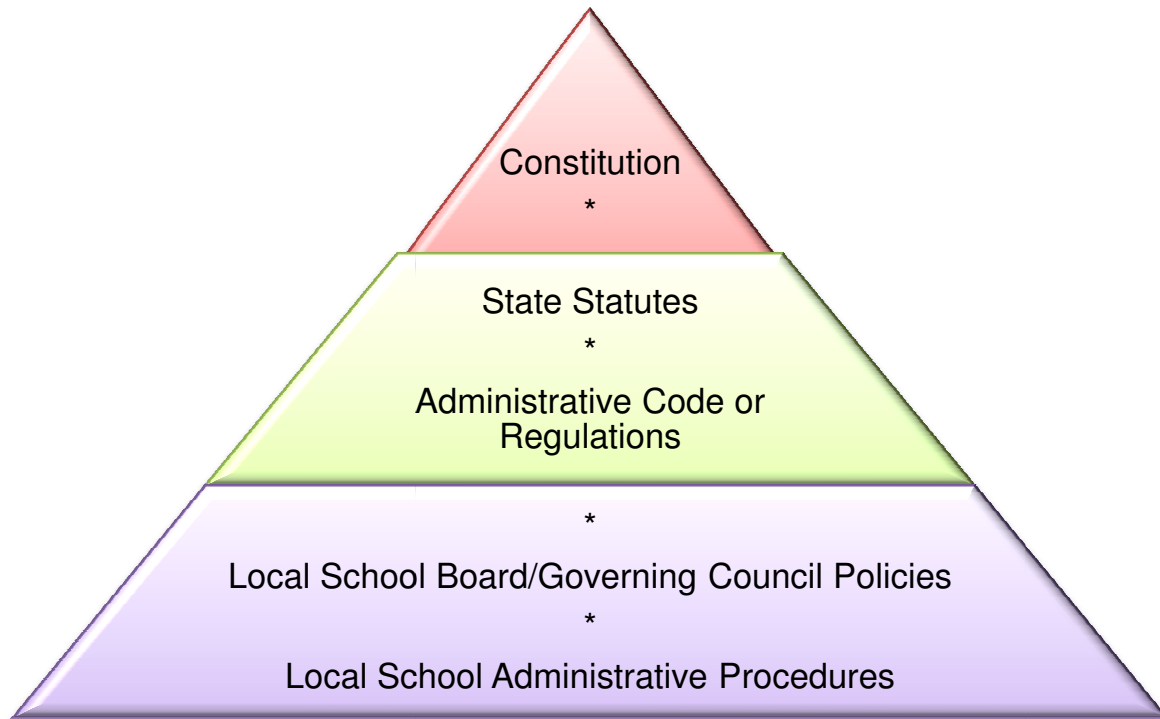 Constitution
*
State Statutes
*
Administrative Code or
Regulations
*
Local School Board/Governing Council Policies
*
Local School Administrative Procedures